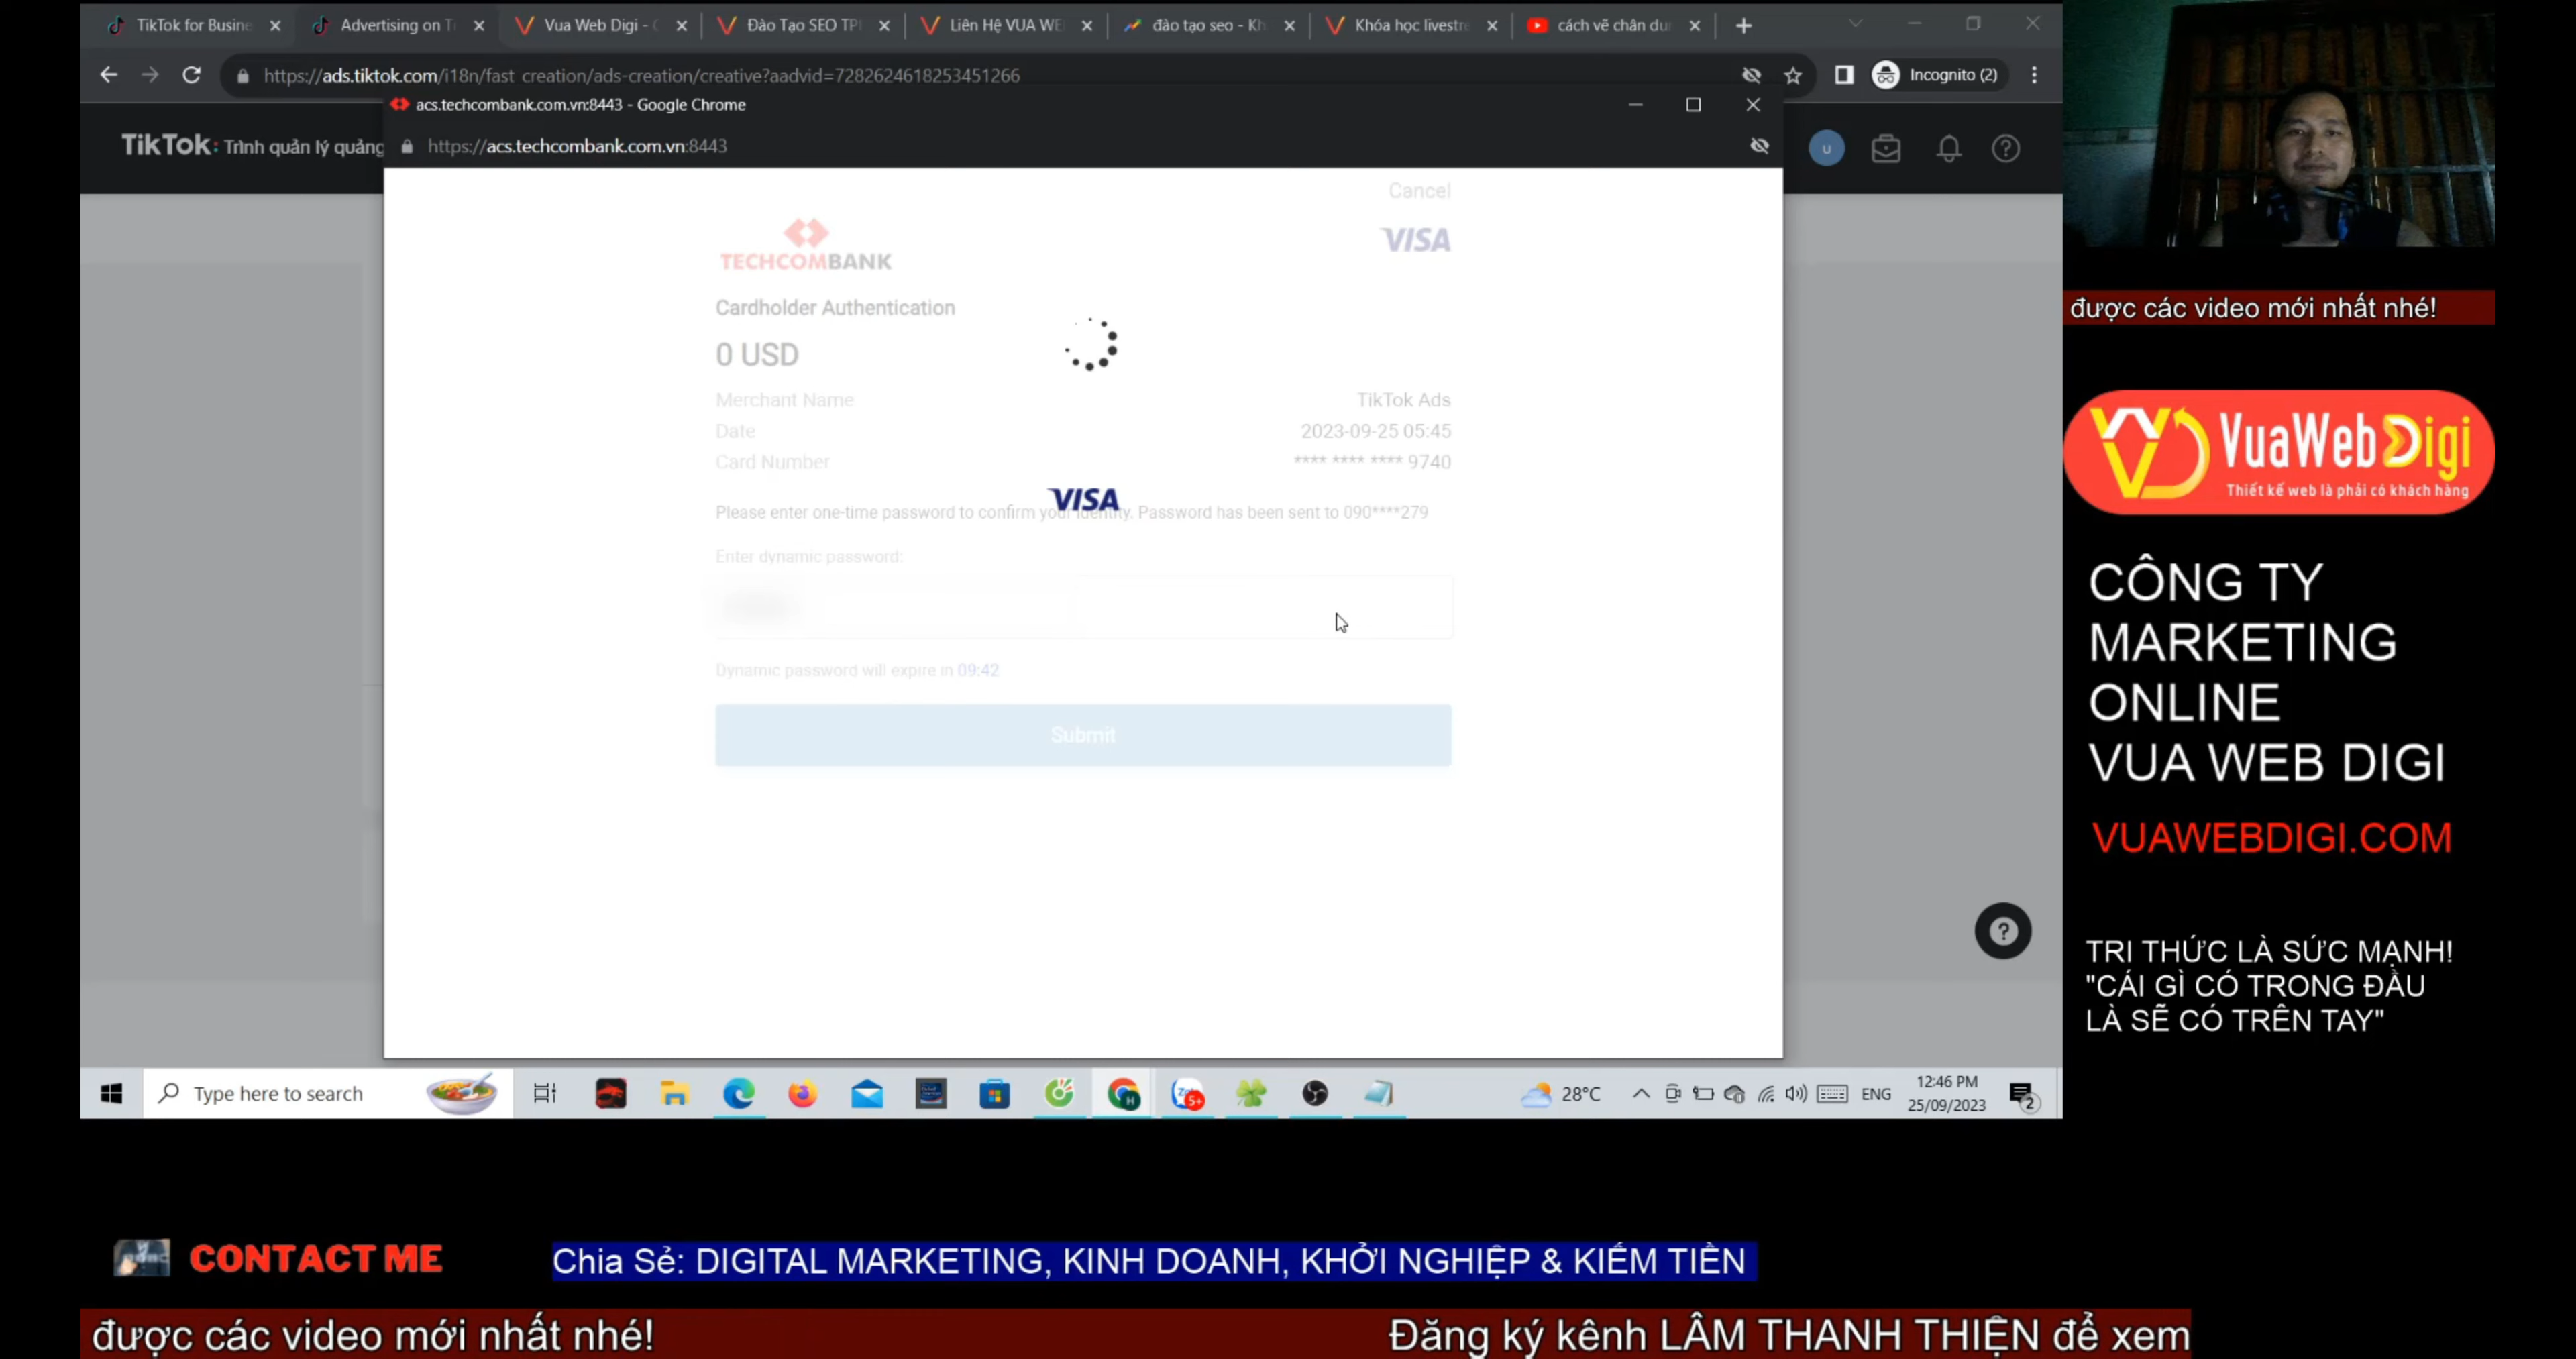 TikTok for Busine
Advertising on Ti
Vua Web Digi - C
Đào Tạo SEO TPH
Liên Hệ VUA WE
đào tạo seo - Kh
Khóa học livestre
cách vẽ chân dun
https://ads.tiktok.com/i18n/fast creation/ads-creation/creative?aadvid=7282624618253451266
Incognito (2)
acs.techcombank.com.vn:8443 - Google Chrome
TikTok: Trình quản lý quảng
https://acs.techcombank.com.vn:8443
u
Cancel
TECHCOMBANK
VISA
Cardholder Authentication
0 USD
Merchant Name TikTok Ads
Date 2023-09-25 05:45
Card Number **** **** **** 9740
VISA
Please enter one-time password to confirm your identity. Password has been sent to 090****279
Enter dynamic password:
Dynamic password will expire in 09:42
Submit
Type here to search
5+
28°C
ENG
12:46 PM
25/09/2023
2
được các video mới nhất nhé!
VuaWebDigi
Thiết kế web là phải có khách hàng
CÔNG TY
MARKETING
ONLINE
VUA WEB DIGI
VUAWEBDIGI.COM
TRI THỨC LÀ SỨC MẠNH!
"CÁI GÌ CÓ TRONG ĐẦU
LÀ SẼ CÓ TRÊN TAY"
CONTACT ME
Chia Sẻ: DIGITAL MARKETING, KINH DOANH, KHỞI NGHIỆP & KIẾM TIỀN
được các video mới nhất nhé! Đăng ký kênh LÂM THANH THIỆN để xem